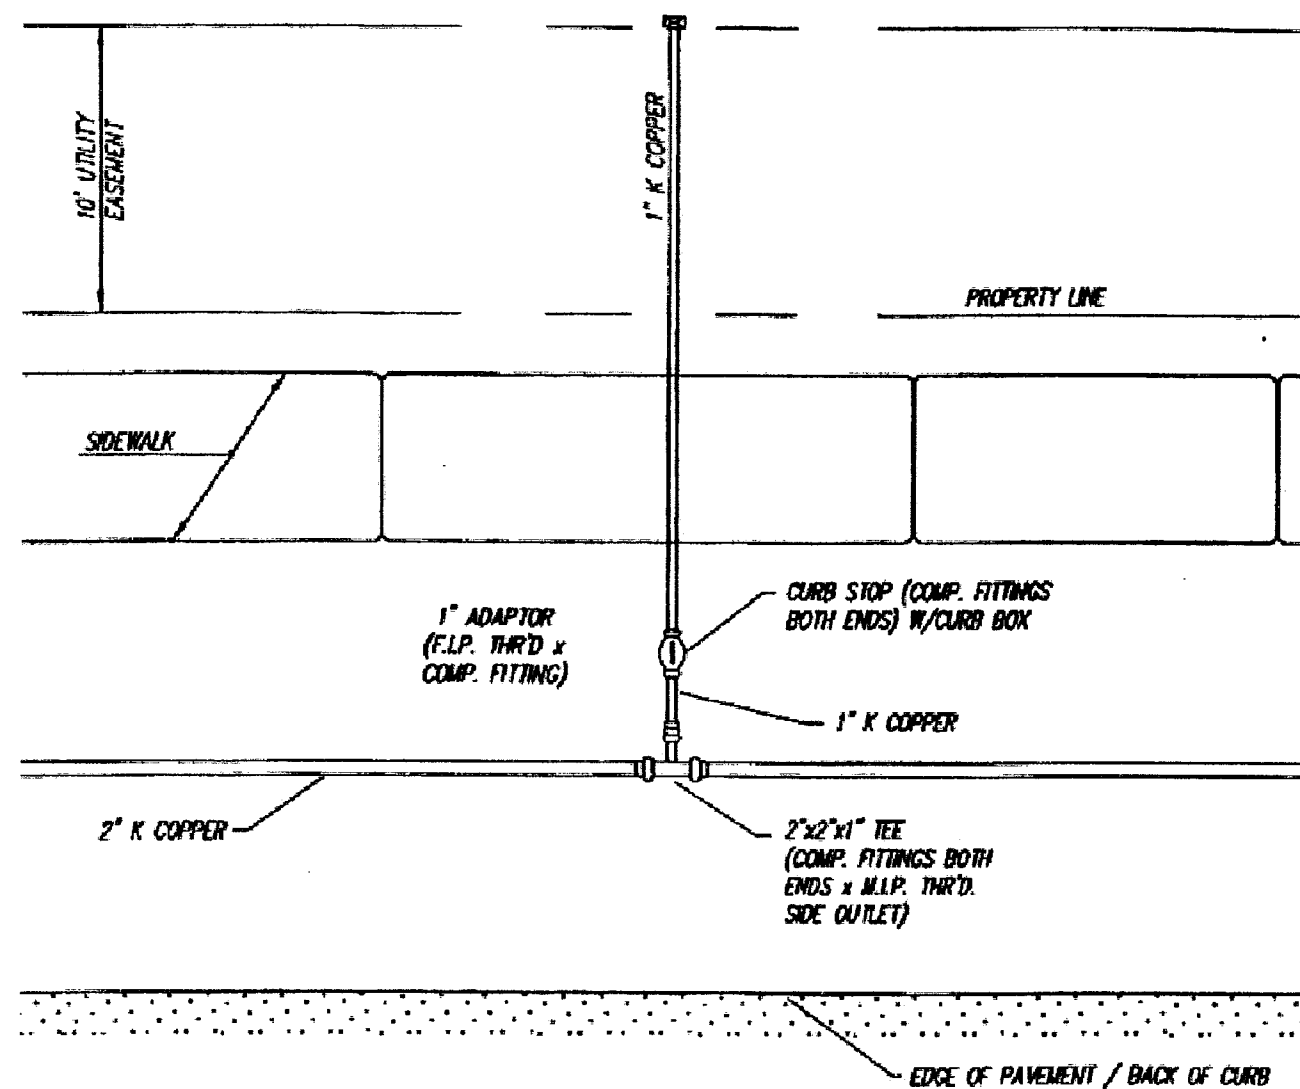 10' UTILITY
EASEMENT
1" K COPPER
PROPERTY LINE
SIDEWALK
1" ADAPTOR
(F.I.P. THR'D x
COMP. FITTING)
CURB STOP (COMP. FITTINGS
BOTH ENDS) W/CURB BOX
1" K COPPER
2" K COPPER
2"x2"x1" TEE
(COMP. FITTINGS BOTH
ENDS x M.I.P. THR'D.
SIDE OUTLET)
EDGE OF PAVEMENT / BACK OF CURB